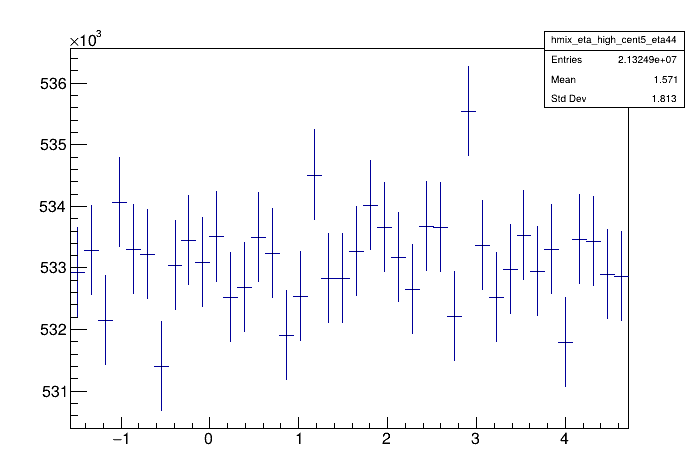 ×10³
hmix_eta_high_cent5_eta44
Entries 2.13249e+07
Mean 1.571
Std Dev 1.813
536
535
534
533
532
531
−1 0 1 2 3 4